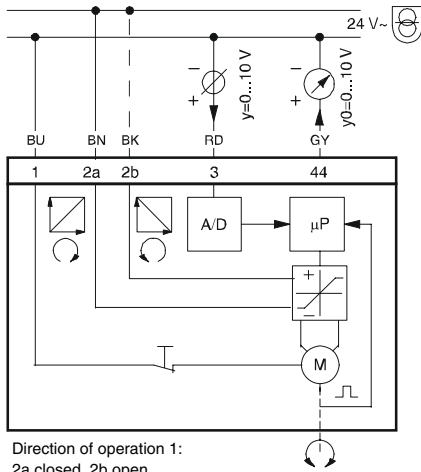 24 V~
− −
+ y=0...10 V + y0=0...10 V
BU BN BK RD GY
1 2a 2b 3 44
A/D µP
+
−
M
Direction of operation 1:
2a closed, 2b open